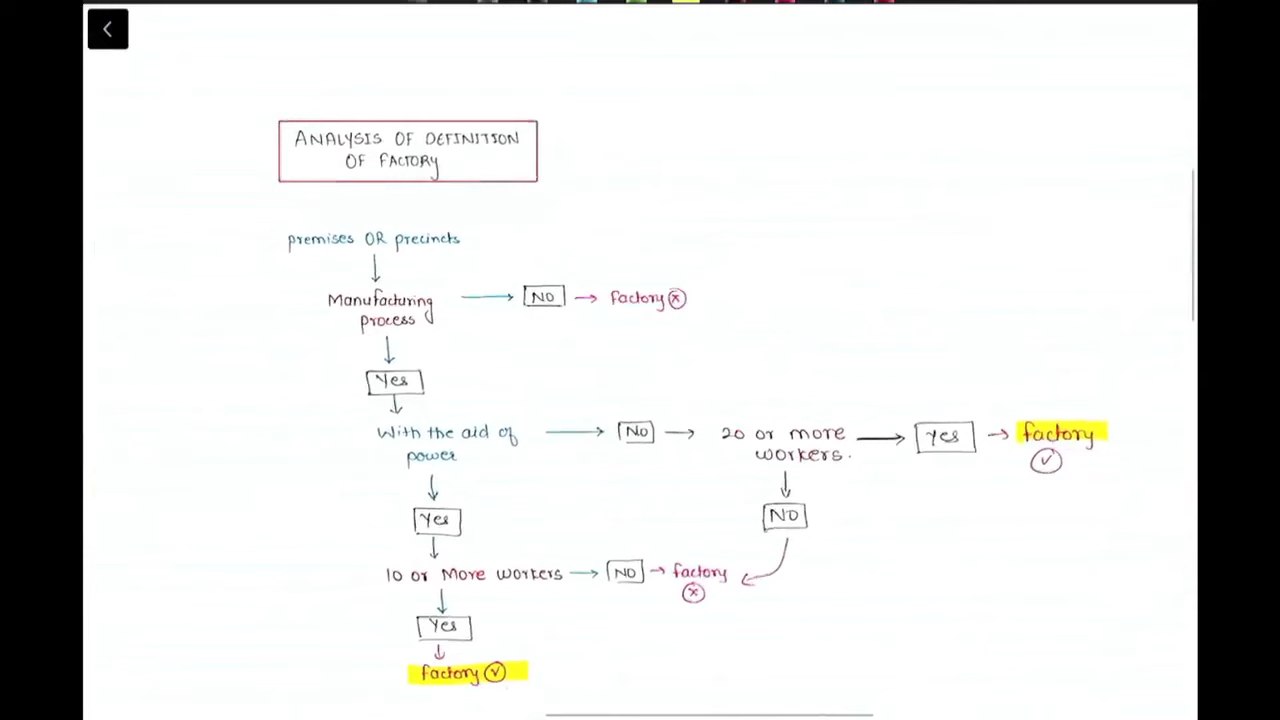 ANALYSIS OF DEFINITION
OF FACTORY
premises OR precincts
Manufacturing
process
NO
factory
Yes
With the aid of
power
NO
20 or more
workers.
Yes
factory
Yes
NO
10 or More workers
NO
factory
Yes
factory